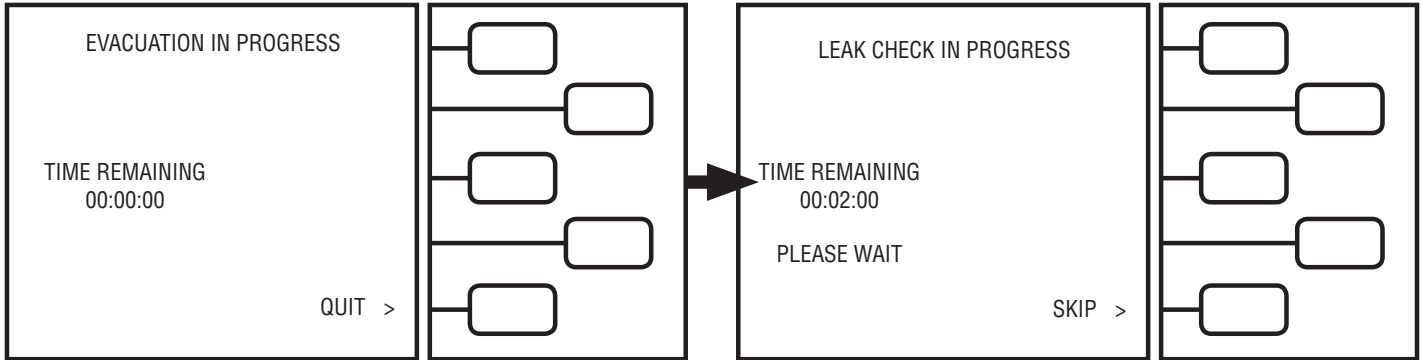 EVACUATION IN PROGRESS
TIME REMAINING
00:00:00
QUIT >
LEAK CHECK IN PROGRESS
TIME REMAINING
00:02:00
PLEASE WAIT
SKIP >